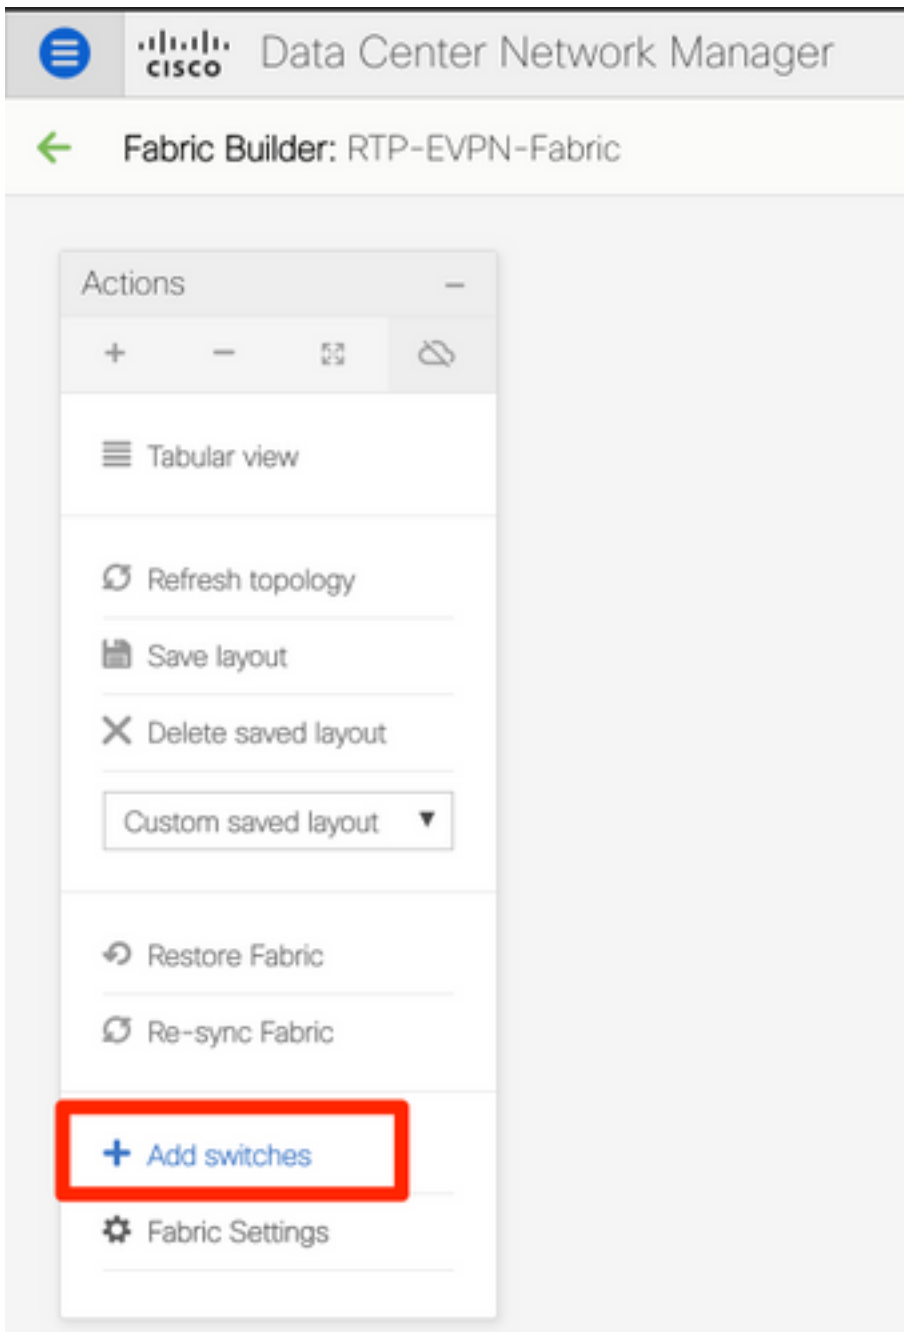 CISCO Data Center Network Manager
Fabric Builder: RTP-EVPN-Fabric
Actions
Tabular view
Refresh topology
Save layout
Delete saved layout
Custom saved layout
Restore Fabric
Re-sync Fabric
Add switches
Fabric Settings